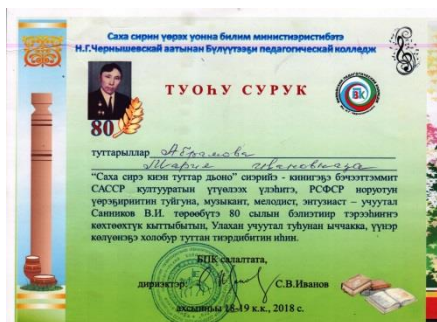 Саха сирин үөрэх уонна билим министиэристибэтэ
Н.Г.Чернышевскай аатынан Бүлүүтээҕи педагогическай колледж
ТУОҺУ СУРУК
80
туттарыллар Абрамова
Мария Ивановнаҕа
"Саха сирэ киэн туттар дьоно" сиэрийэ - кинигэҕэ бэчээттэммит
САССР култууратын үтүөлээх үлэһитэ, РСФСР норуотун
үөрэҕириитин туйгуна, музыкант, мелодист, энтузиаст – учуутал
Санников В.И. төрөөбүтэ 80 сылын бэлиэтиир тэрээһиҥҥэ
көхтөөхтүк кыттыбытын, Улахан учуутал туһунан ыччакка, үүнэр
көлүөнэҕэ холобур туттан тиэрдибитин иһин.
БПК салалтата,
дириэктэр: С.В.Иванов
ахсынньы 18-19 к.к., 2018 с.